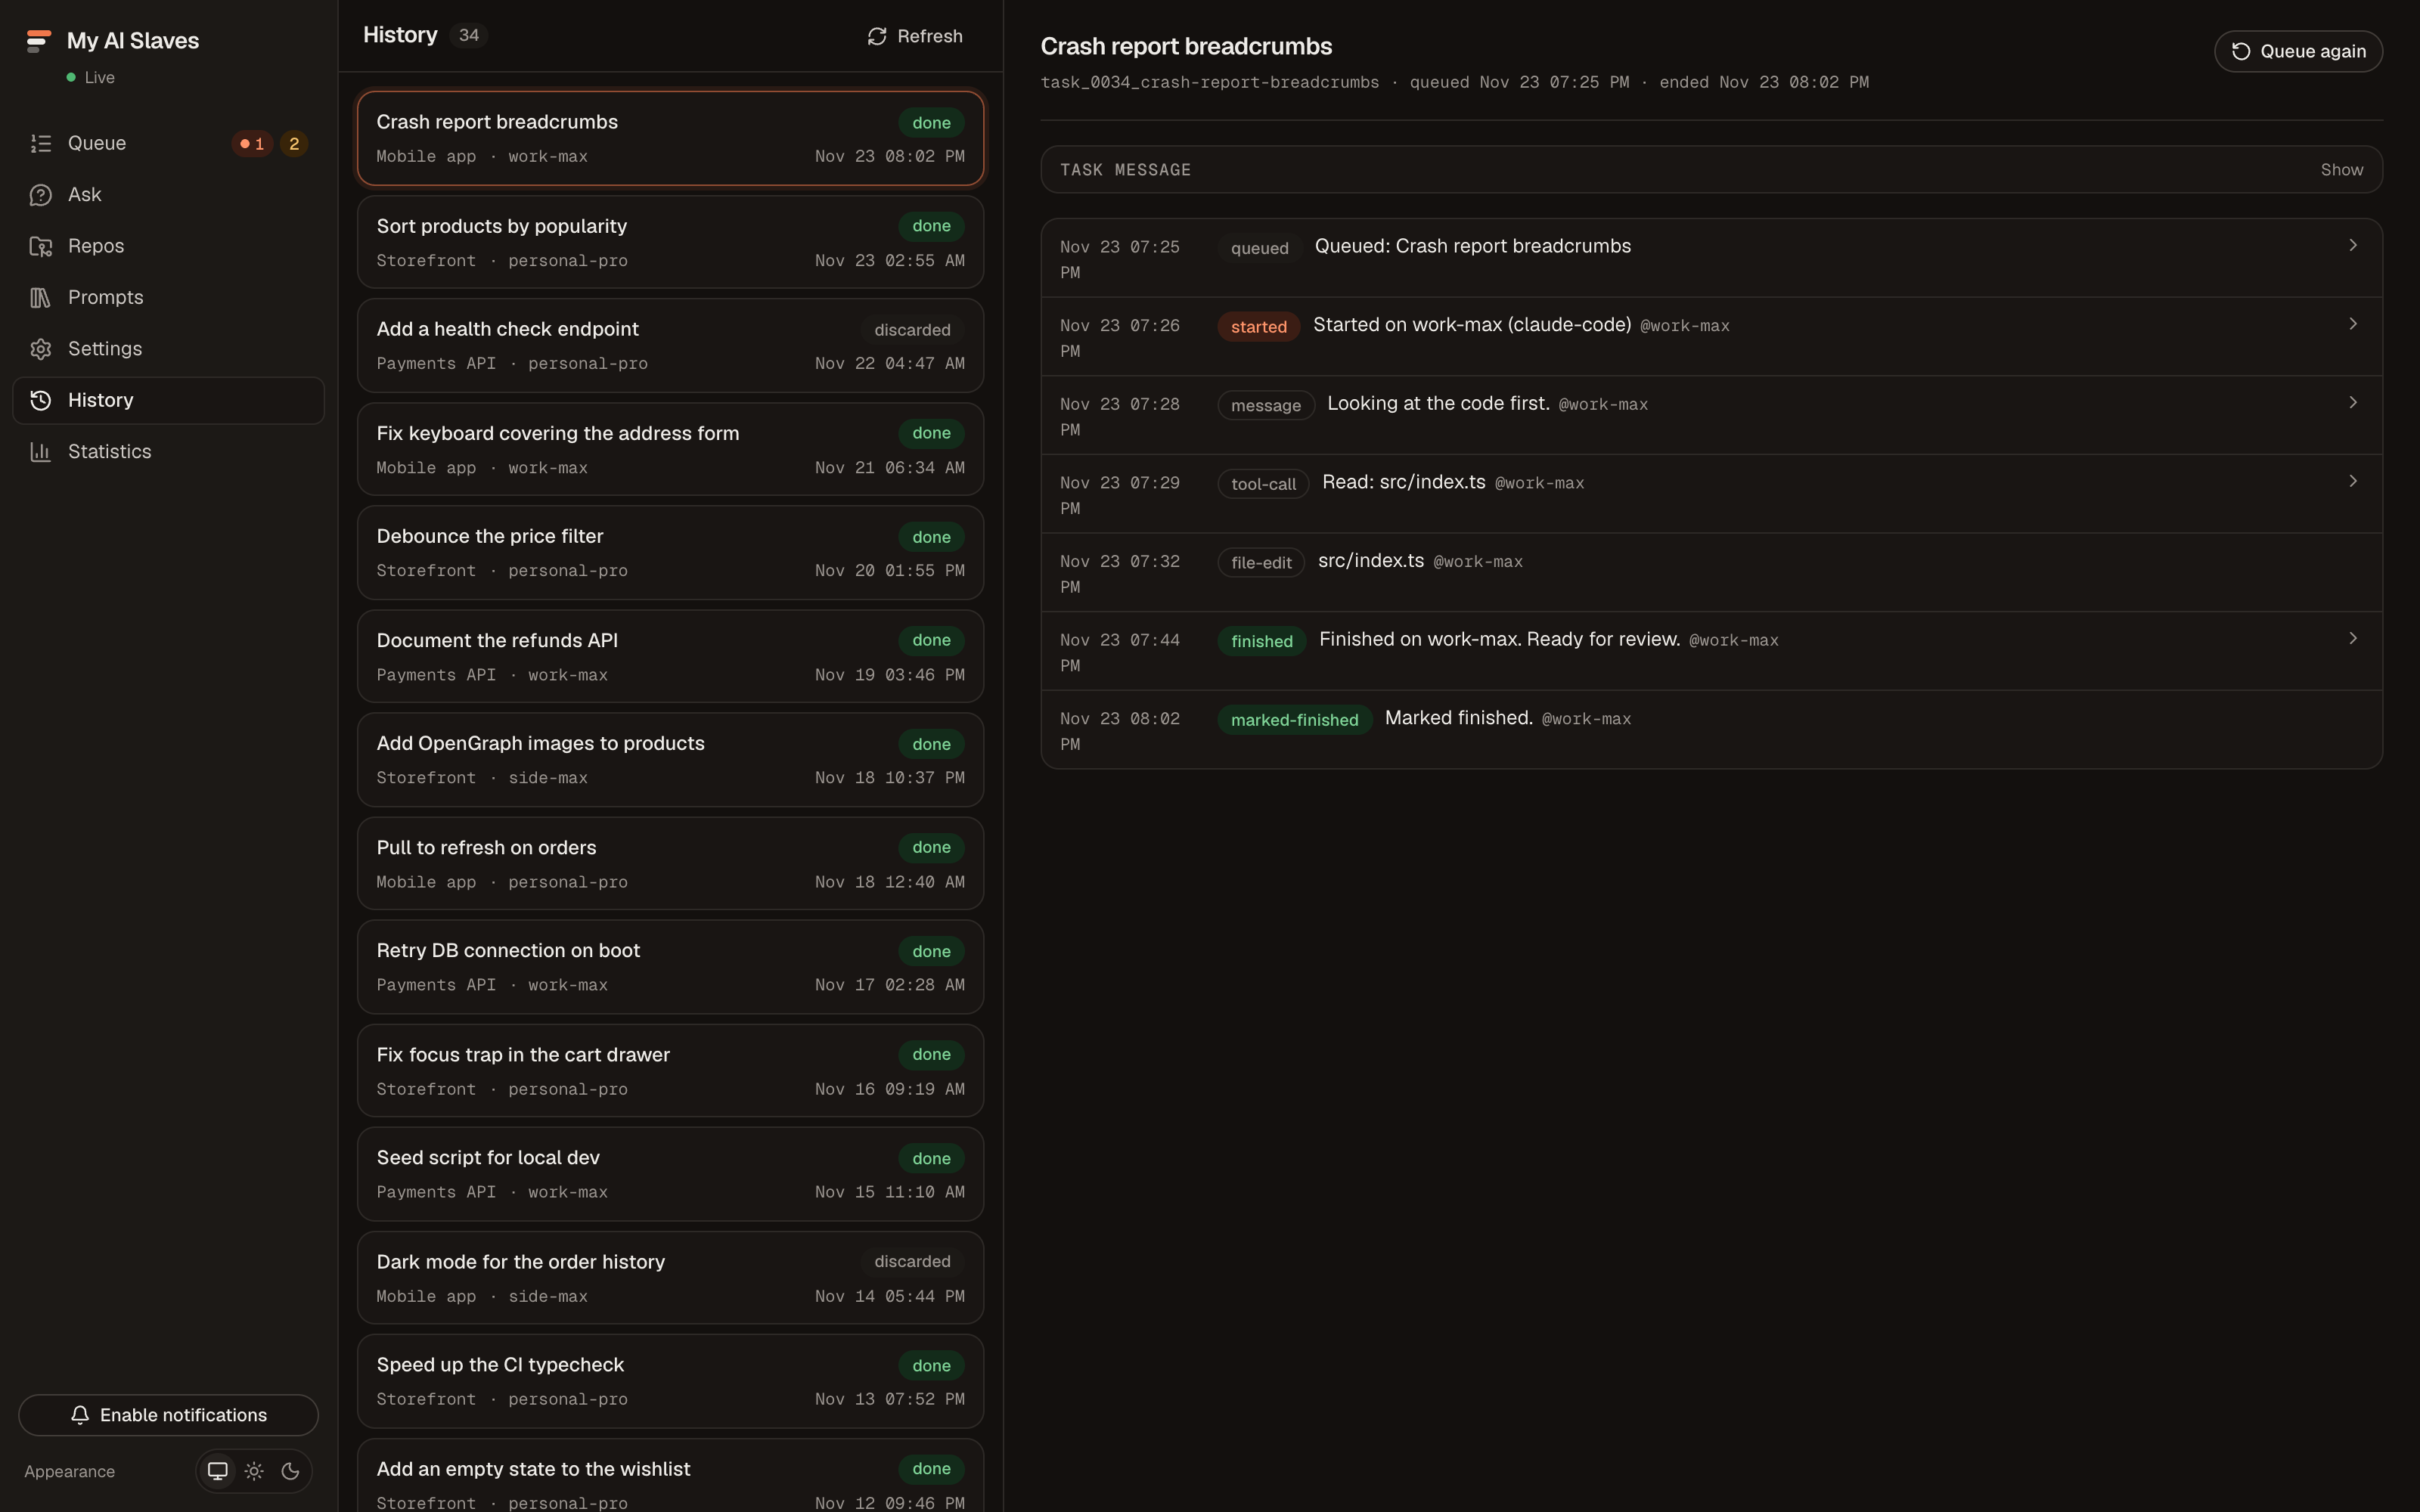 My AI Slaves
Live
Queue 1 2
Ask
Repos
Prompts
Settings
History
Statistics
Enable notifications
Appearance
History 34
Refresh
Crash report breadcrumbs done
Mobile app · work-max Nov 23 08:02 PM
Sort products by popularity done
Storefront · personal-pro Nov 23 02:55 AM
Add a health check endpoint discarded
Payments API · personal-pro Nov 22 04:47 AM
Fix keyboard covering the address form done
Mobile app · work-max Nov 21 06:34 AM
Debounce the price filter done
Storefront · personal-pro Nov 20 01:55 PM
Document the refunds API done
Payments API · work-max Nov 19 03:46 PM
Add OpenGraph images to products done
Storefront · side-max Nov 18 10:37 PM
Pull to refresh on orders done
Mobile app · personal-pro Nov 18 12:40 AM
Retry DB connection on boot done
Payments API · work-max Nov 17 02:28 AM
Fix focus trap in the cart drawer done
Storefront · personal-pro Nov 16 09:19 AM
Seed script for local dev done
Payments API · work-max Nov 15 11:10 AM
Dark mode for the order history discarded
Mobile app · side-max Nov 14 05:44 PM
Speed up the CI typecheck done
Storefront · personal-pro Nov 13 07:52 PM
Add an empty state to the wishlist done
Storefront · personal-pro Nov 12 09:46 PM
Crash report breadcrumbs
Queue again
task_0034_crash-report-breadcrumbs · queued Nov 23 07:25 PM · ended Nov 23 08:02 PM
TASK MESSAGE Show
Nov 23 07:25 queued Queued: Crash report breadcrumbs
PM
Nov 23 07:26 started Started on work-max (claude-code) @work-max
PM
Nov 23 07:28 message Looking at the code first. @work-max
PM
Nov 23 07:29 tool-call Read: src/index.ts @work-max
PM
Nov 23 07:32 file-edit src/index.ts @work-max
PM
Nov 23 07:44 finished Finished on work-max. Ready for review. @work-max
PM
Nov 23 08:02 marked-finished Marked finished. @work-max
PM